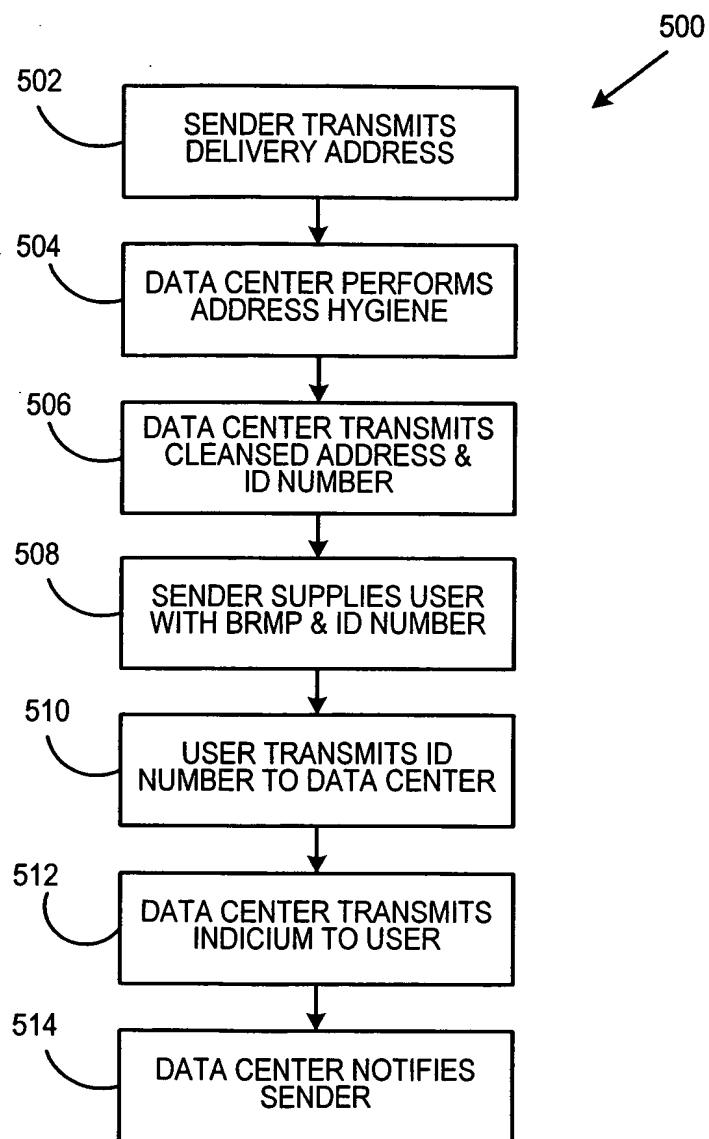 500
502
SENDER TRANSMITS
DELIVERY ADDRESS
504
DATA CENTER PERFORMS
ADDRESS HYGIENE
506
DATA CENTER TRANSMITS
CLEANSED ADDRESS &
ID NUMBER
508
SENDER SUPPLIES USER
WITH BRMP & ID NUMBER
510
USER TRANSMITS ID
NUMBER TO DATA CENTER
512
DATA CENTER TRANSMITS
INDICIUM TO USER
514
DATA CENTER NOTIFIES
SENDER